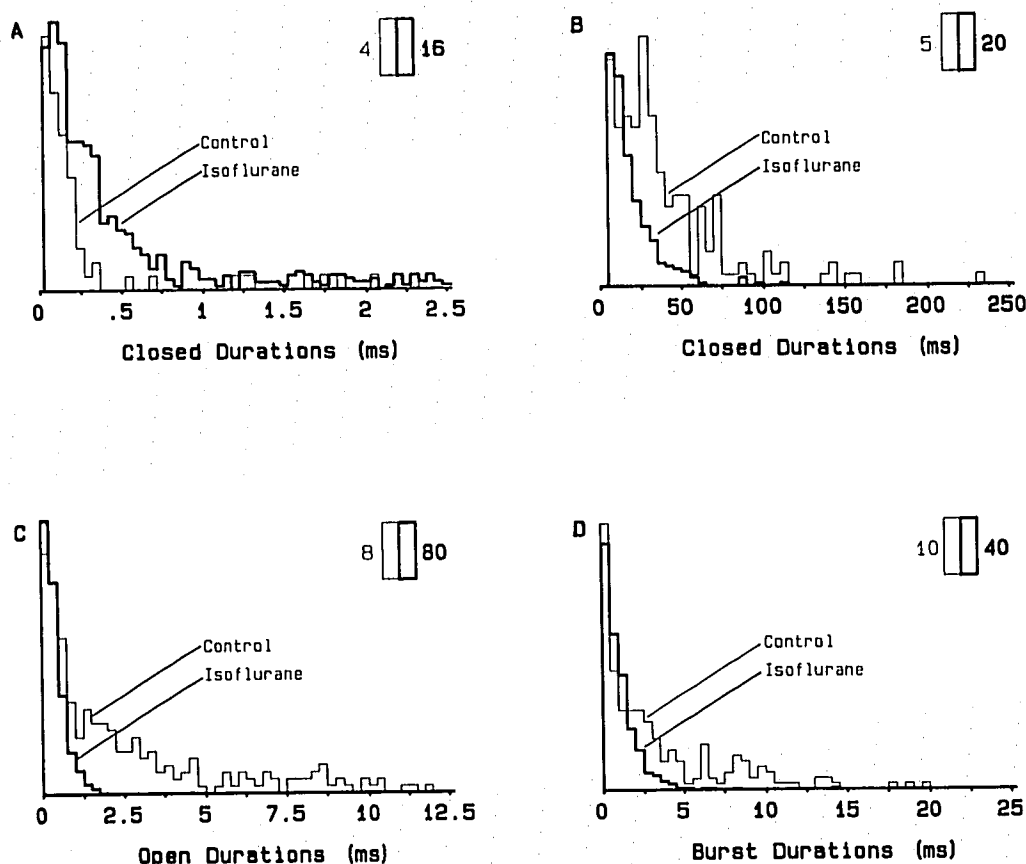 A
4 16
Control
Isoflurane
0 .5 1 1.5 2 2.5
Closed Durations (ms)
B
5 20
Control
Isoflurane
0 50 100 150 200 250
Closed Durations (ms)
C
8 80
Control
Isoflurane
0 2.5 5 7.5 10 12.5
Open Durations (ms)
D
10 40
Control
Isoflurane
0 5 10 15 20 25
Burst Durations (ms)